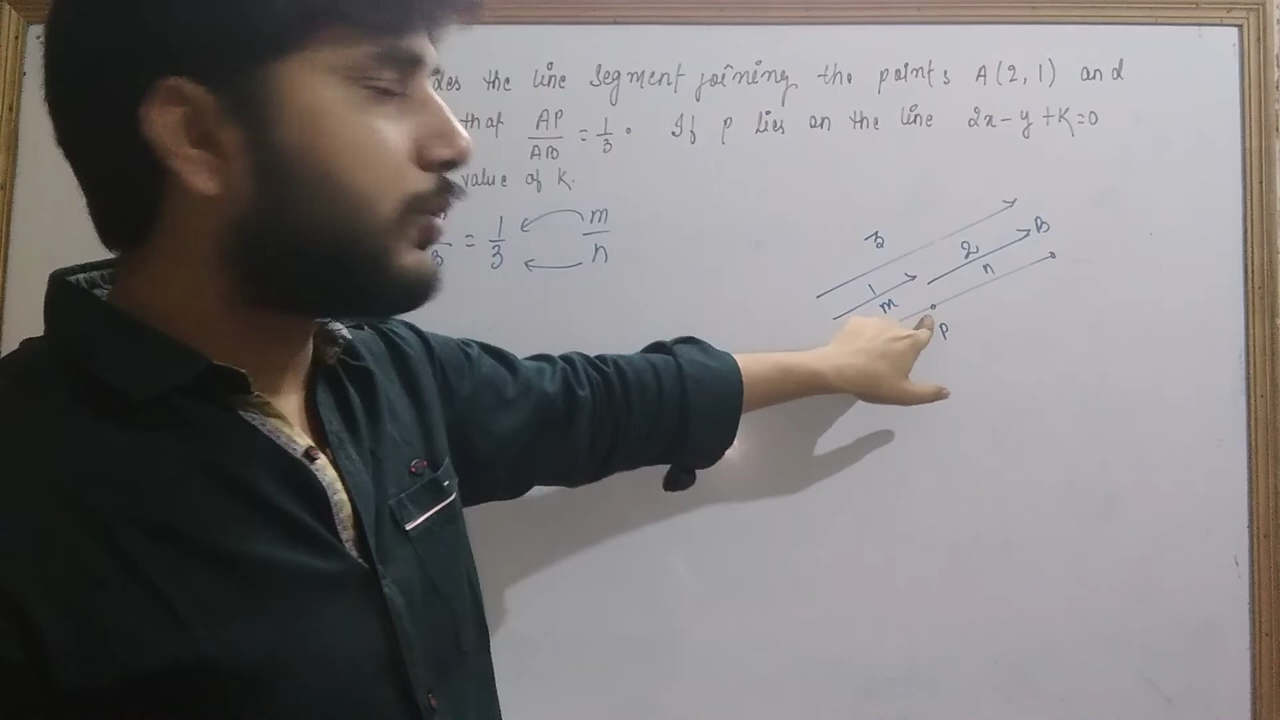 des the line segment joining the points A(2, 1) and
that AP/AB = 1/3. If P lies on the line 2x - y + K = 0
value of K.
3 = 1/3 m/n
3
1 m
2 n
B
P